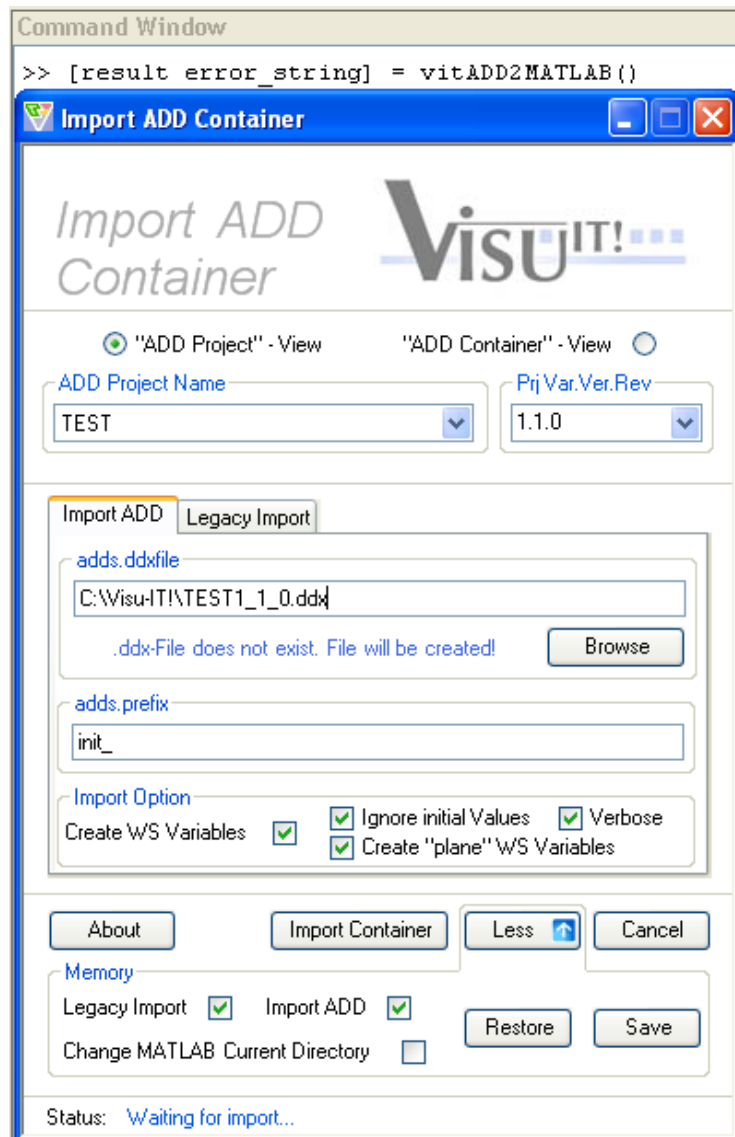 Command Window
>> [result error_string] = vitADD2MATLAB()
Import ADD Container
Import ADD
Container
VISU IT!
"ADD Project" - View "ADD Container" - View
ADD Project Name Prj Var.Ver.Rev
TEST 1.1.0
Import ADD Legacy Import
adds.ddxfile
C:\Visu-IT!\TEST1_1_0.ddx
.ddx-File does not exist. File will be created!
Browse
adds.prefix
init_
Import Option
Create WS Variables Ignore initial Values Verbose
Create "plane" WS Variables
About Import Container Less Cancel
Memory
Legacy Import Import ADD
Restore Save
Change MATLAB Current Directory
Status: Waiting for import...